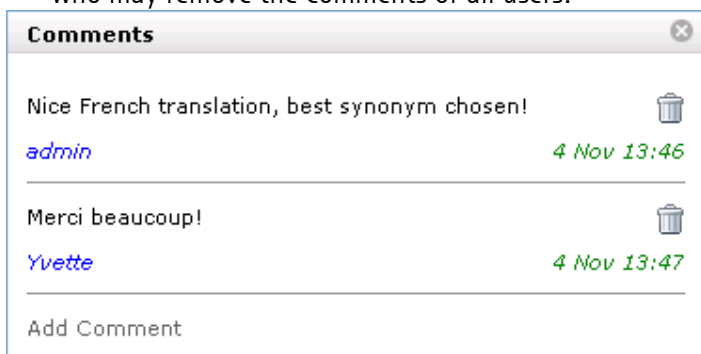 who may remove the comments of all users.
Comments
Nice French translation, best synonym chosen!
admin 4 Nov 13:46
Merci beaucoup!
Yvette 4 Nov 13:47
Add Comment